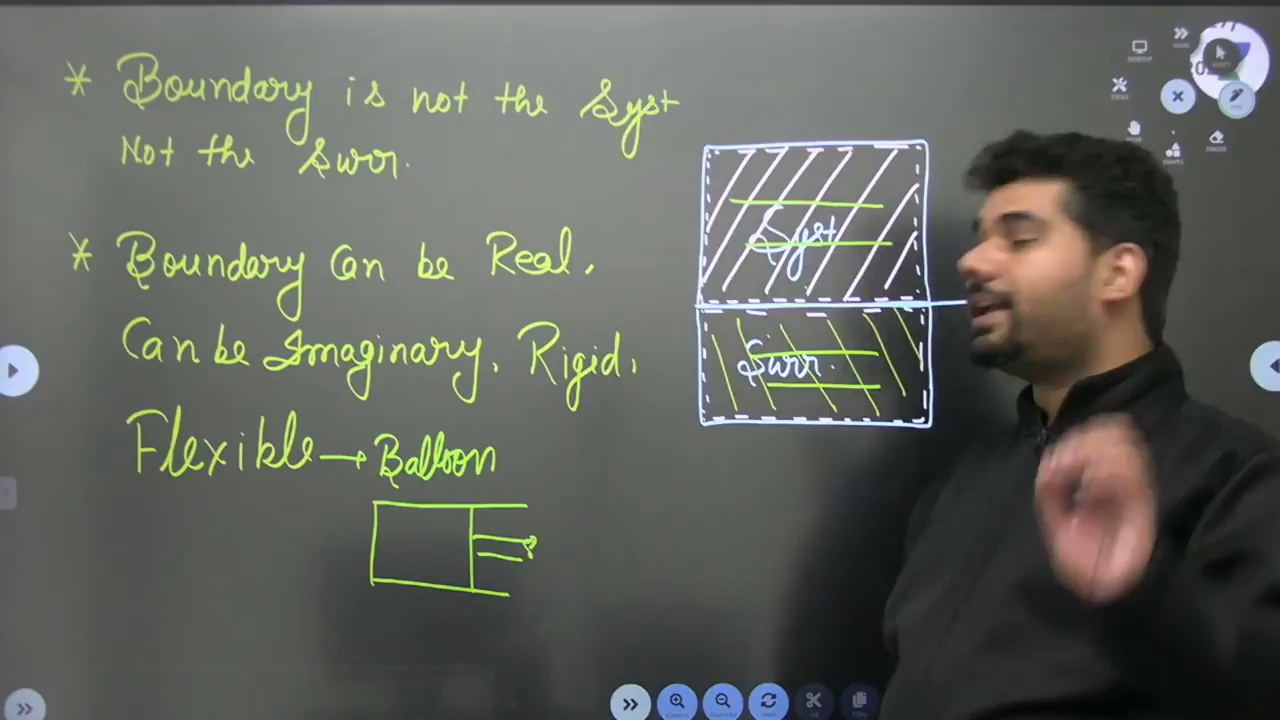 * Boundary is not the Syst
Not the Surr.
* Boundary Can be Real,
Can be Imaginary, Rigid,
Flexible → Balloon
Syst
Surr.